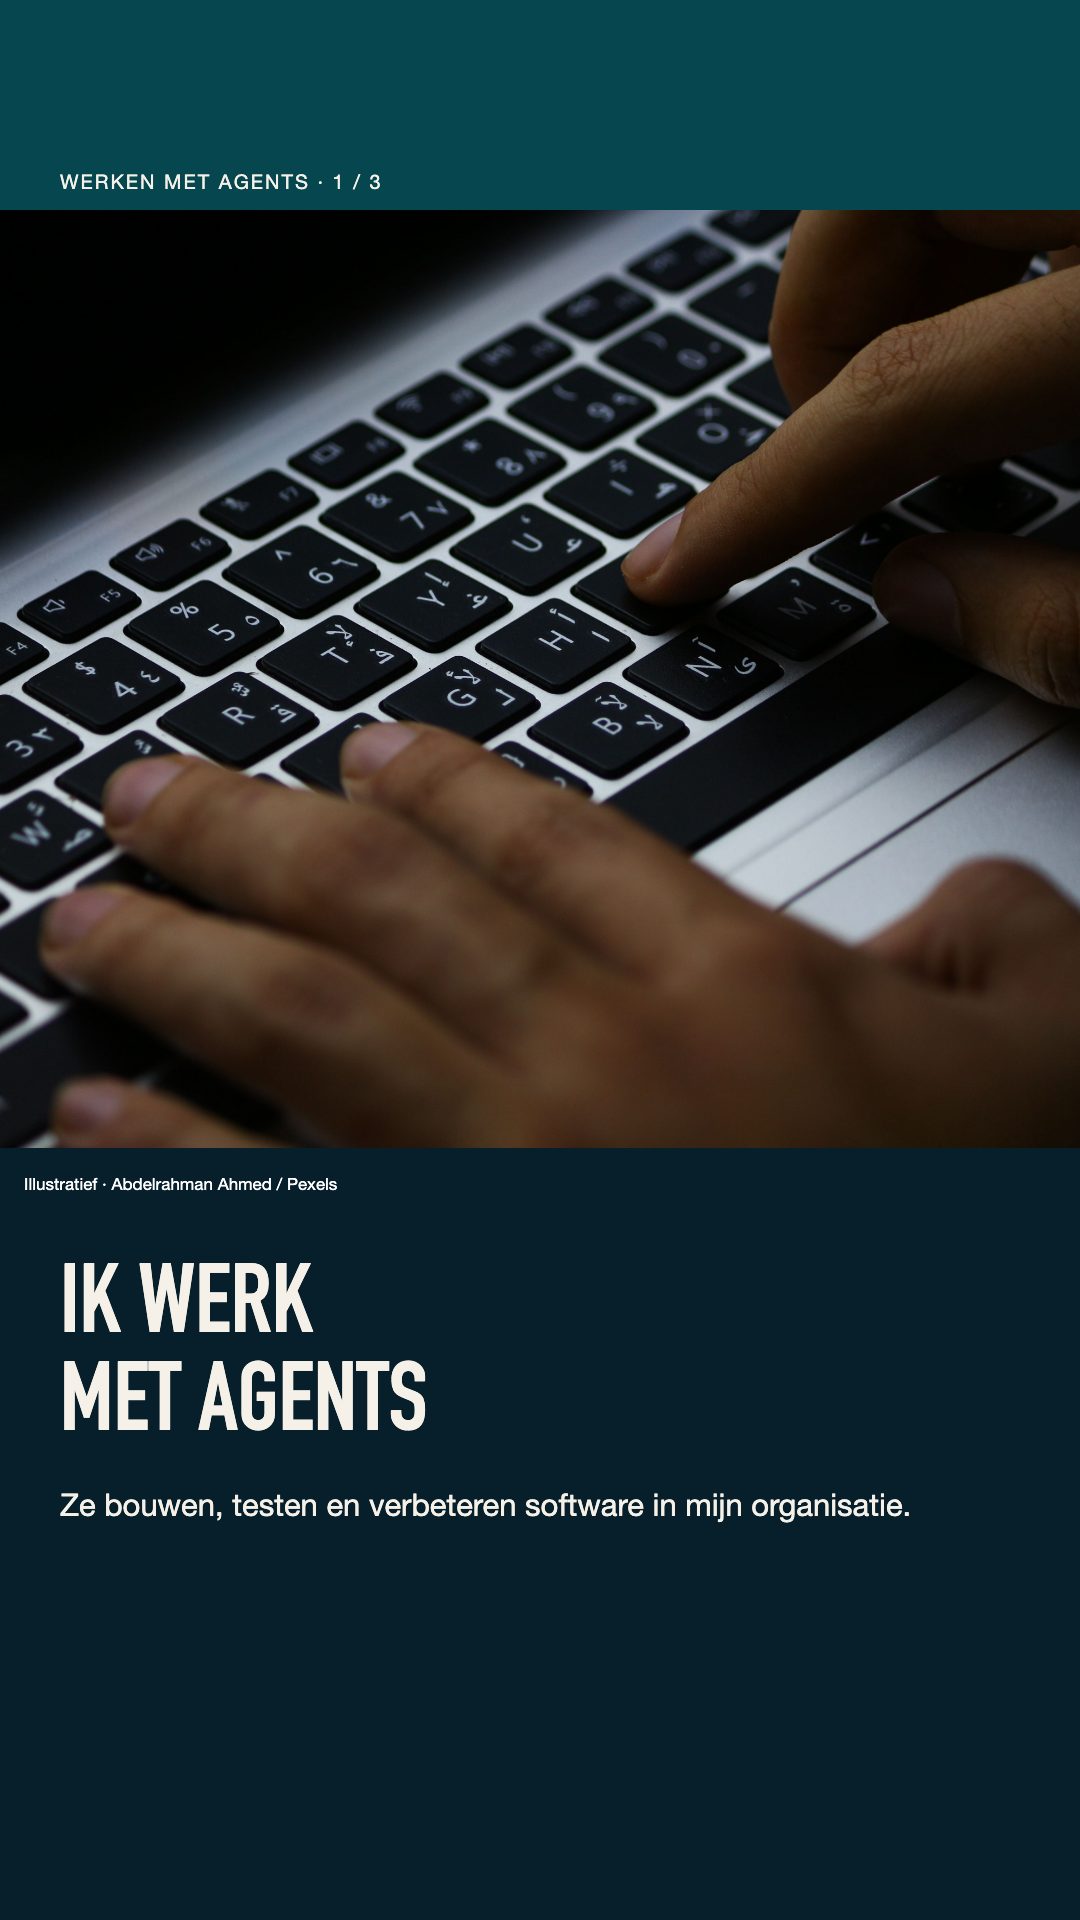 WERKEN MET AGENTS · 1 / 3
Illustratief · Abdelrahman Ahmed / Pexels
IK WERK
MET AGENTS
Ze bouwen, testen en verbeteren software in mijn organisatie.